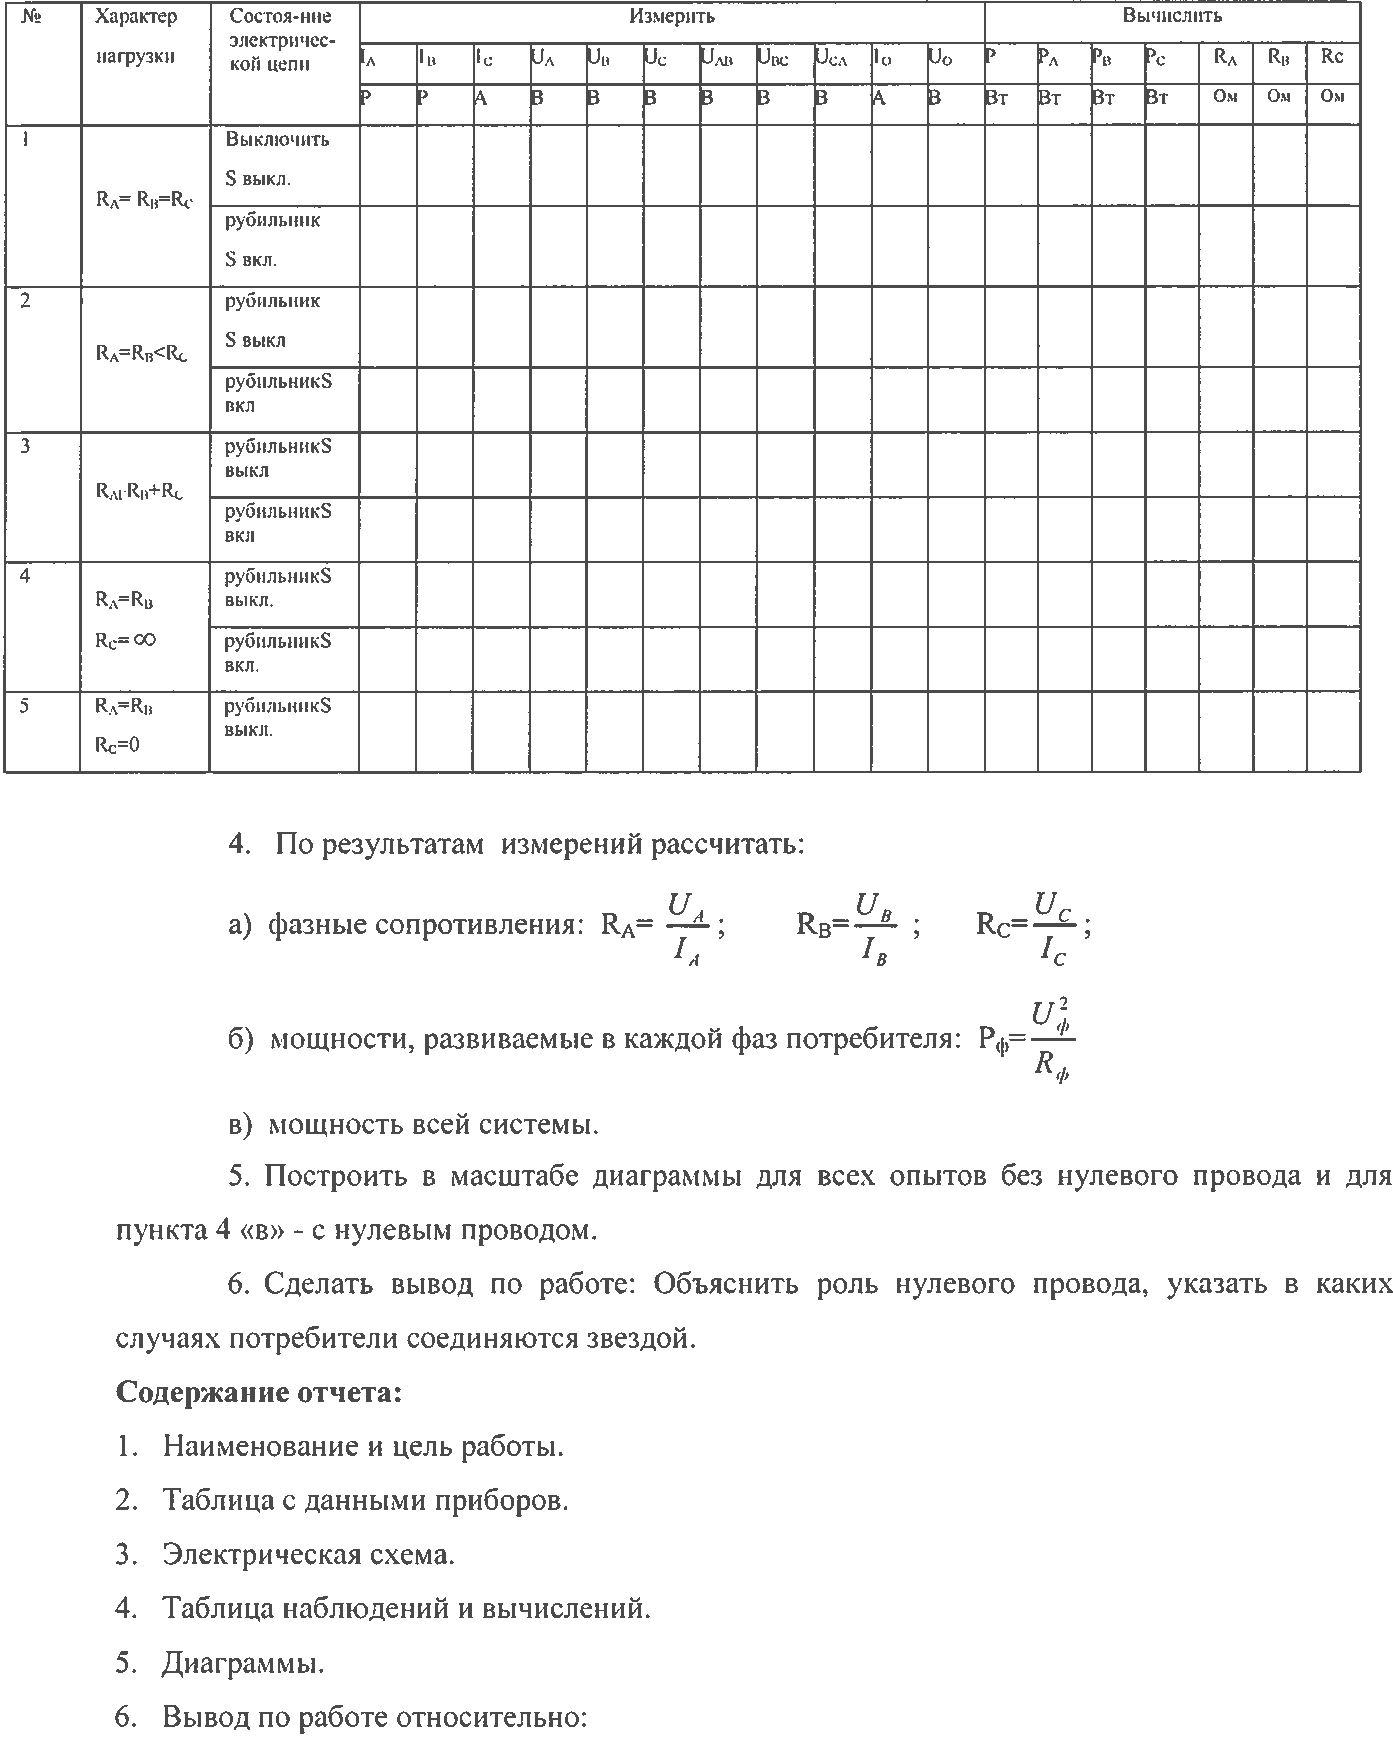 № Характер нагрузки Состоя-ние электричес-кой цепи Измерить Вычислить
I_A I_B I_C U_A U_B U_C U_AB U_BC U_CA I_O U_O P P_A P_B P_C R_A R_B Rc
Р Р А В В В В В В А В Вт Вт Вт Вт Ом Ом Ом
1 R_A= R_B=R_C Выключить
S выкл.
рубильник
S вкл.
2 R_A=R_B<R_C рубильник
S выкл
рубильникS
вкл
3 R_B+R_C рубильникS
выкл
рубильникS
вкл
4 R_A=R_B
R_C=∞ рубильникS
выкл.
рубильникS
вкл.
5 R_A=R_B
R_C=0 рубильникS
выкл.
4. По результатам измерений рассчитать:
а) фазные сопротивления: R_A= U_A/I_A ; R_B= U_B/I_B ; R_C= U_C/I_C ;
б) мощности, развиваемые в каждой фаз потребителя: Р_ф= U_ф²/R_ф
в) мощность всей системы.
5. Построить в масштабе диаграммы для всех опытов без нулевого провода и для
пункта 4 «в» - с нулевым проводом.
6. Сделать вывод по работе: Объяснить роль нулевого провода, указать в каких
случаях потребители соединяются звездой.
Содержание отчета:
1. Наименование и цель работы.
2. Таблица с данными приборов.
3. Электрическая схема.
4. Таблица наблюдений и вычислений.
5. Диаграммы.
6. Вывод по работе относительно: